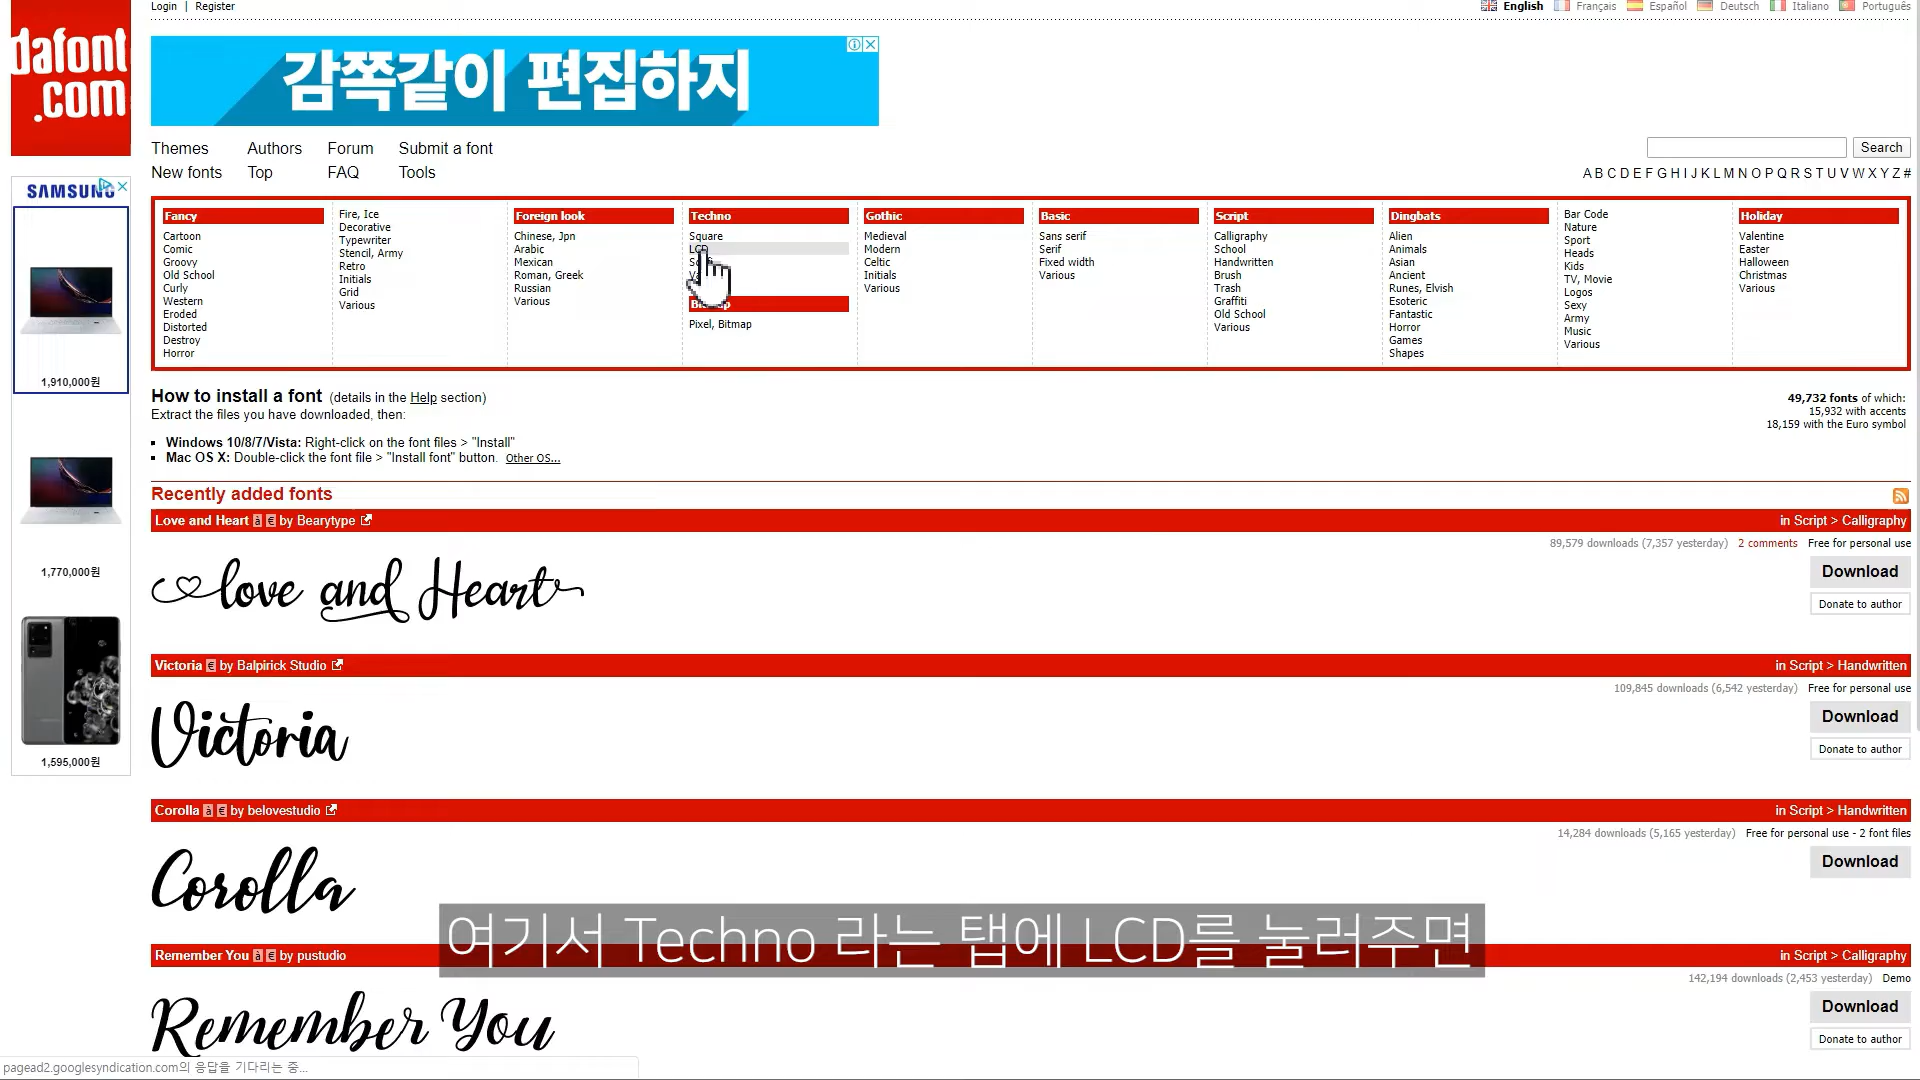 Login | Register
English Français Español Deutsch Italiano Português
dafont
.com
감쪽같이 편집하지
Themes Authors Forum Submit a font
New fonts Top FAQ Tools
Search
A B C D E F G H I J K L M N O P Q R S T U V W X Y Z #
SAMSUNG
1,910,000원
1,770,000원
1,595,000원
Fancy
Cartoon
Comic
Groovy
Old School
Curly
Western
Eroded
Distorted
Destroy
Horror
Fire, Ice
Decorative
Typewriter
Stencil, Army
Retro
Initials
Grid
Various
Foreign look
Chinese, Jpn
Arabic
Mexican
Roman, Greek
Russian
Various
Techno
Square
LCD
Pixel, Bitmap
Gothic
Medieval
Modern
Celtic
Initials
Various
Basic
Sans serif
Serif
Fixed width
Various
Script
Calligraphy
School
Handwritten
Brush
Trash
Graffiti
Old School
Various
Dingbats
Alien
Animals
Asian
Ancient
Runes, Elvish
Esoteric
Fantastic
Horror
Games
Shapes
Bar Code
Nature
Sport
Heads
Kids
TV, Movie
Logos
Sexy
Army
Music
Various
Holiday
Valentine
Easter
Halloween
Christmas
Various
How to install a font (details in the Help section)
Extract the files you have downloaded, then:
Windows 10/8/7/Vista: Right-click on the font files > "Install"
Mac OS X: Double-click the font file > "Install font" button. Other OS...
49,732 fonts of which:
15,932 with accents
18,159 with the Euro symbol
Recently added fonts
Love and Heart à € by Bearytype in Script > Calligraphy
89,579 downloads (7,357 yesterday) 2 comments Free for personal use
love and Heart
Download
Donate to author
Victoria € by Balpirick Studio in Script > Handwritten
109,845 downloads (6,542 yesterday) Free for personal use
Victoria
Download
Donate to author
Corolla à € by belovestudio in Script > Handwritten
14,284 downloads (5,165 yesterday) Free for personal use - 2 font files
Corolla
Download
여기서 Techno 라는 탭에 LCD를 눌러주면
Remember You à € by pustudio in Script > Calligraphy
142,194 downloads (2,453 yesterday) Demo
Remember You
Download
Donate to author
pagead2.googlesyndication.com의 응답을 기다리는 중...